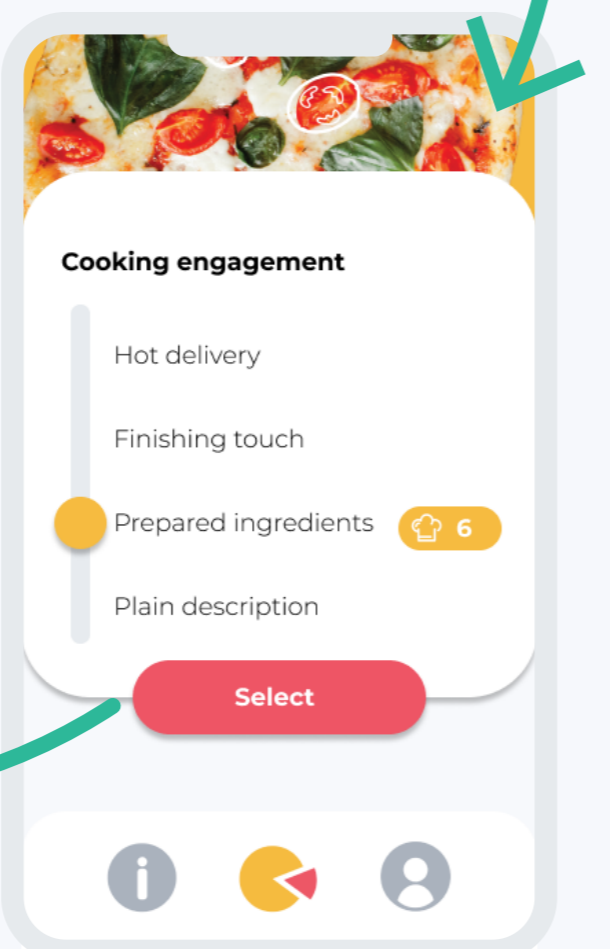 Cooking engagement
Hot delivery
Finishing touch
Prepared ingredients 6
Plain description
Select